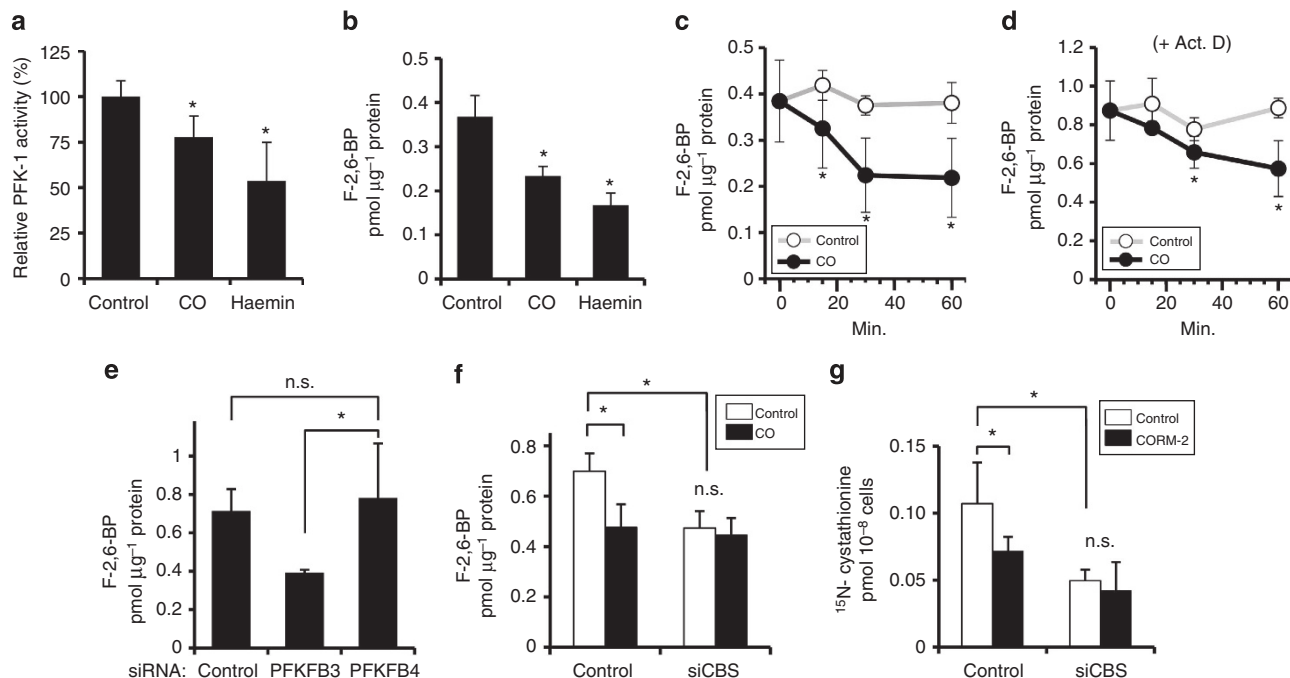 a
Relative PFK-1 activity (%)
125
100
75
50
25
0
*
*
Control CO Haemin
b
F-2,6-BP
pmol µg⁻¹ protein
0.5
0.4
0.3
0.2
0.1
0
*
*
Control CO Haemin
c
F-2,6-BP
pmol µg⁻¹ protein
0.5
0.4
0.3
0.2
0.1
0
*
*
*
Control
CO
0 20 40 60
Min.
d
(+ Act. D)
F-2,6-BP
pmol µg⁻¹ protein
1.2
1.0
0.8
0.6
0.4
0.2
0
*
*
Control
CO
0 20 40 60
Min.
e
n.s.
*
F-2,6-BP
pmol µg⁻¹ protein
1
0.8
0.6
0.4
0.2
0
siRNA: Control PFKFB3 PFKFB4
f
*
Control
CO
*
n.s.
F-2,6-BP
pmol µg⁻¹ protein
0.8
0.6
0.4
0.2
0
Control siCBS
g
*
Control
CORM-2
*
n.s.
¹⁵N- cystathionine
pmol 10⁻⁸ cells
0.15
0.10
0.05
0
Control siCBS